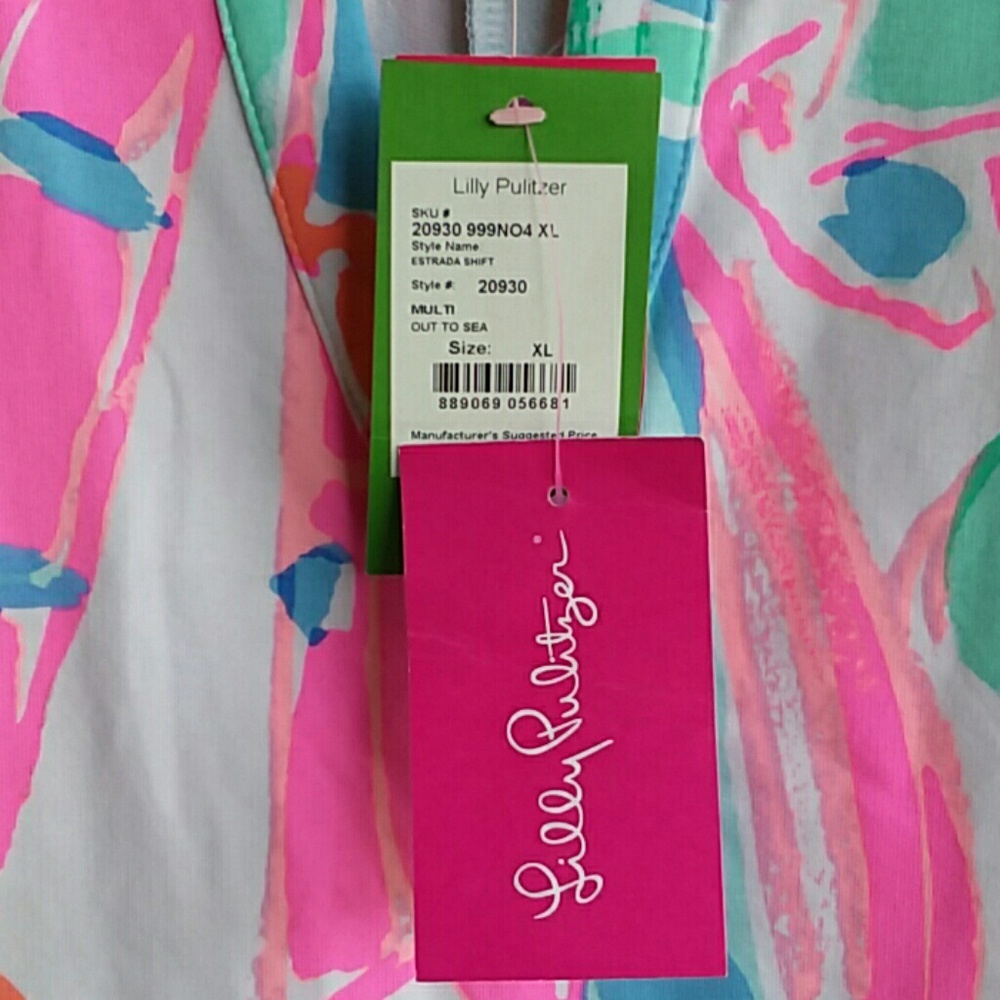 Lilly Pulitzer
SKU #
20930 999NO4 XL
Style Name
ESTRADA SHIFT
Style #: 20930
MULTI
OUT TO SEA
Size: XL
889069 056681
Manufacturer's Suggested Price
Lilly Pulitzer